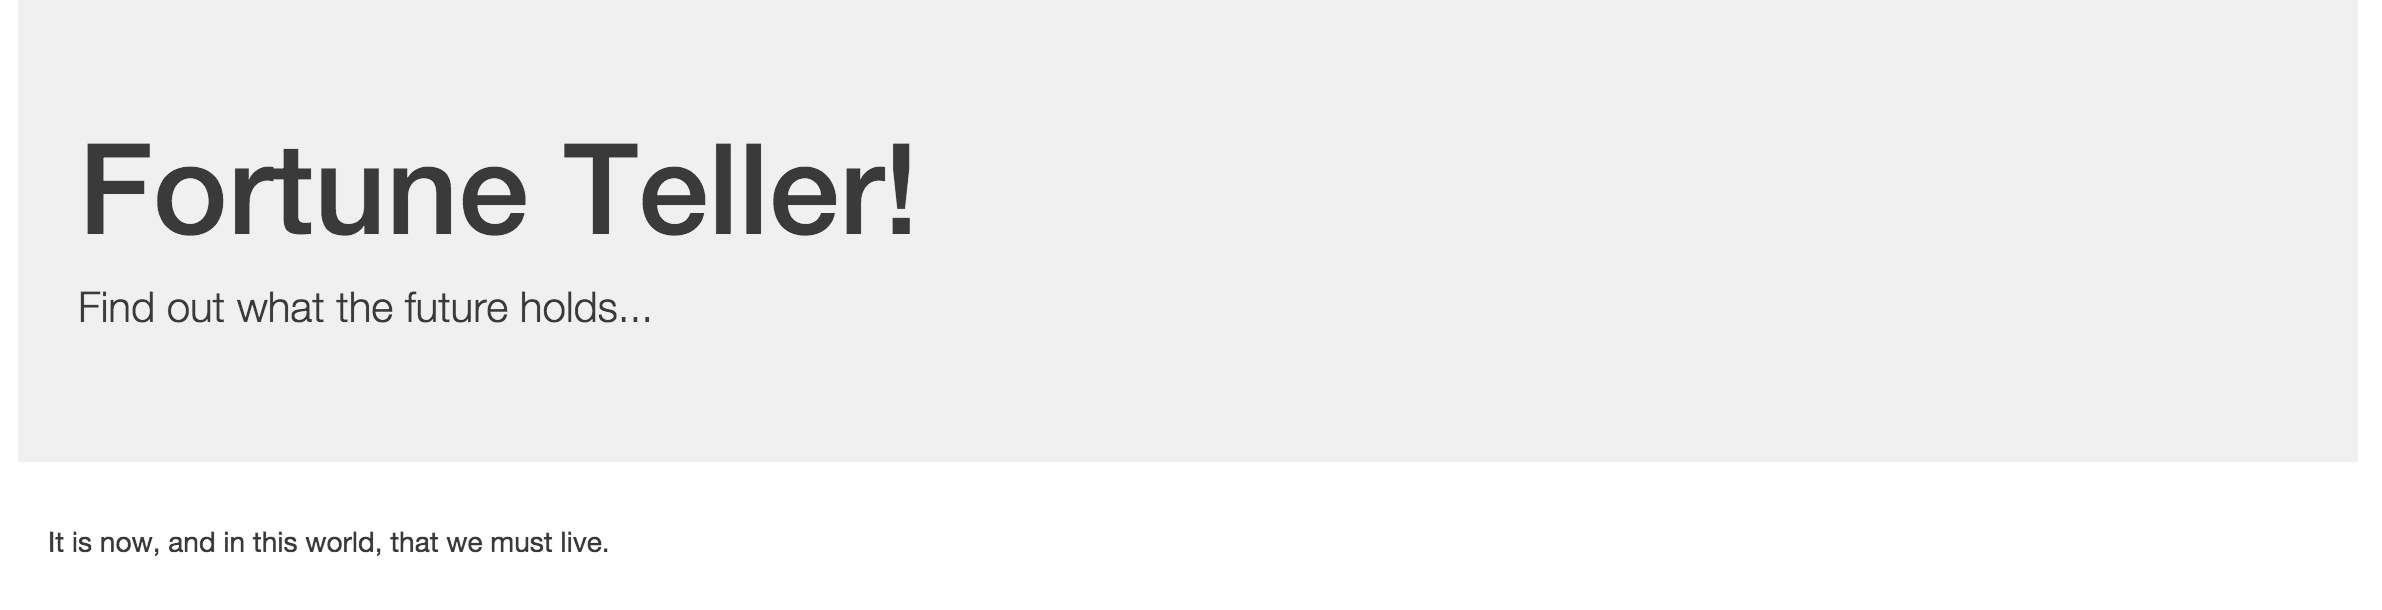 Fortune Teller!
Find out what the future holds...
It is now, and in this world, that we must live.